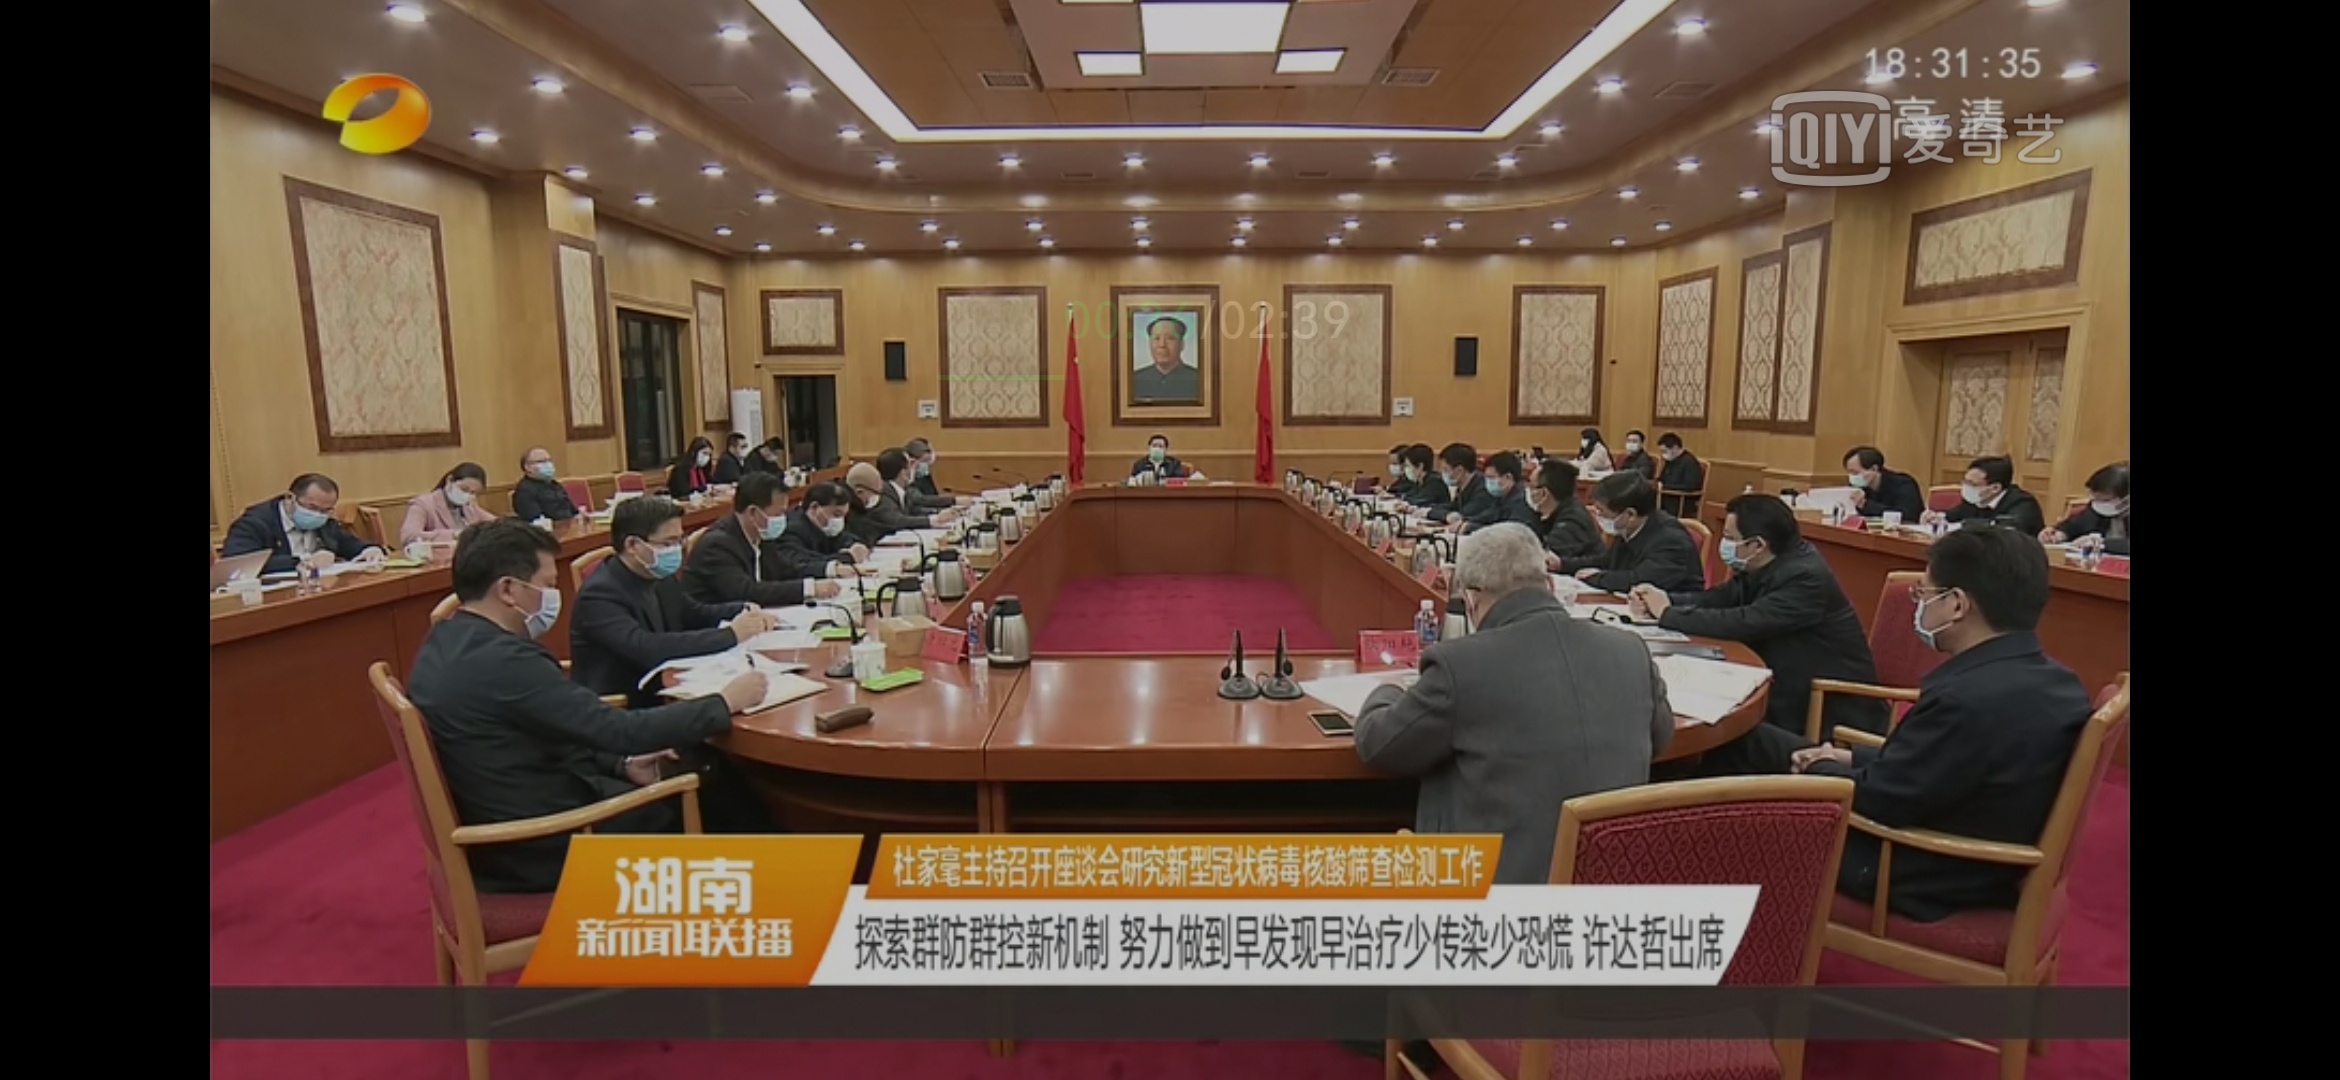 18:31:35
高清
QIYI 爱奇艺
/02:39
杜家毫主持召开座谈会研究新型冠状病毒核酸筛查检测工作
湖南
新闻联播
探索群防群控新机制 努力做到早发现早治疗少传染少恐慌 许达哲出席